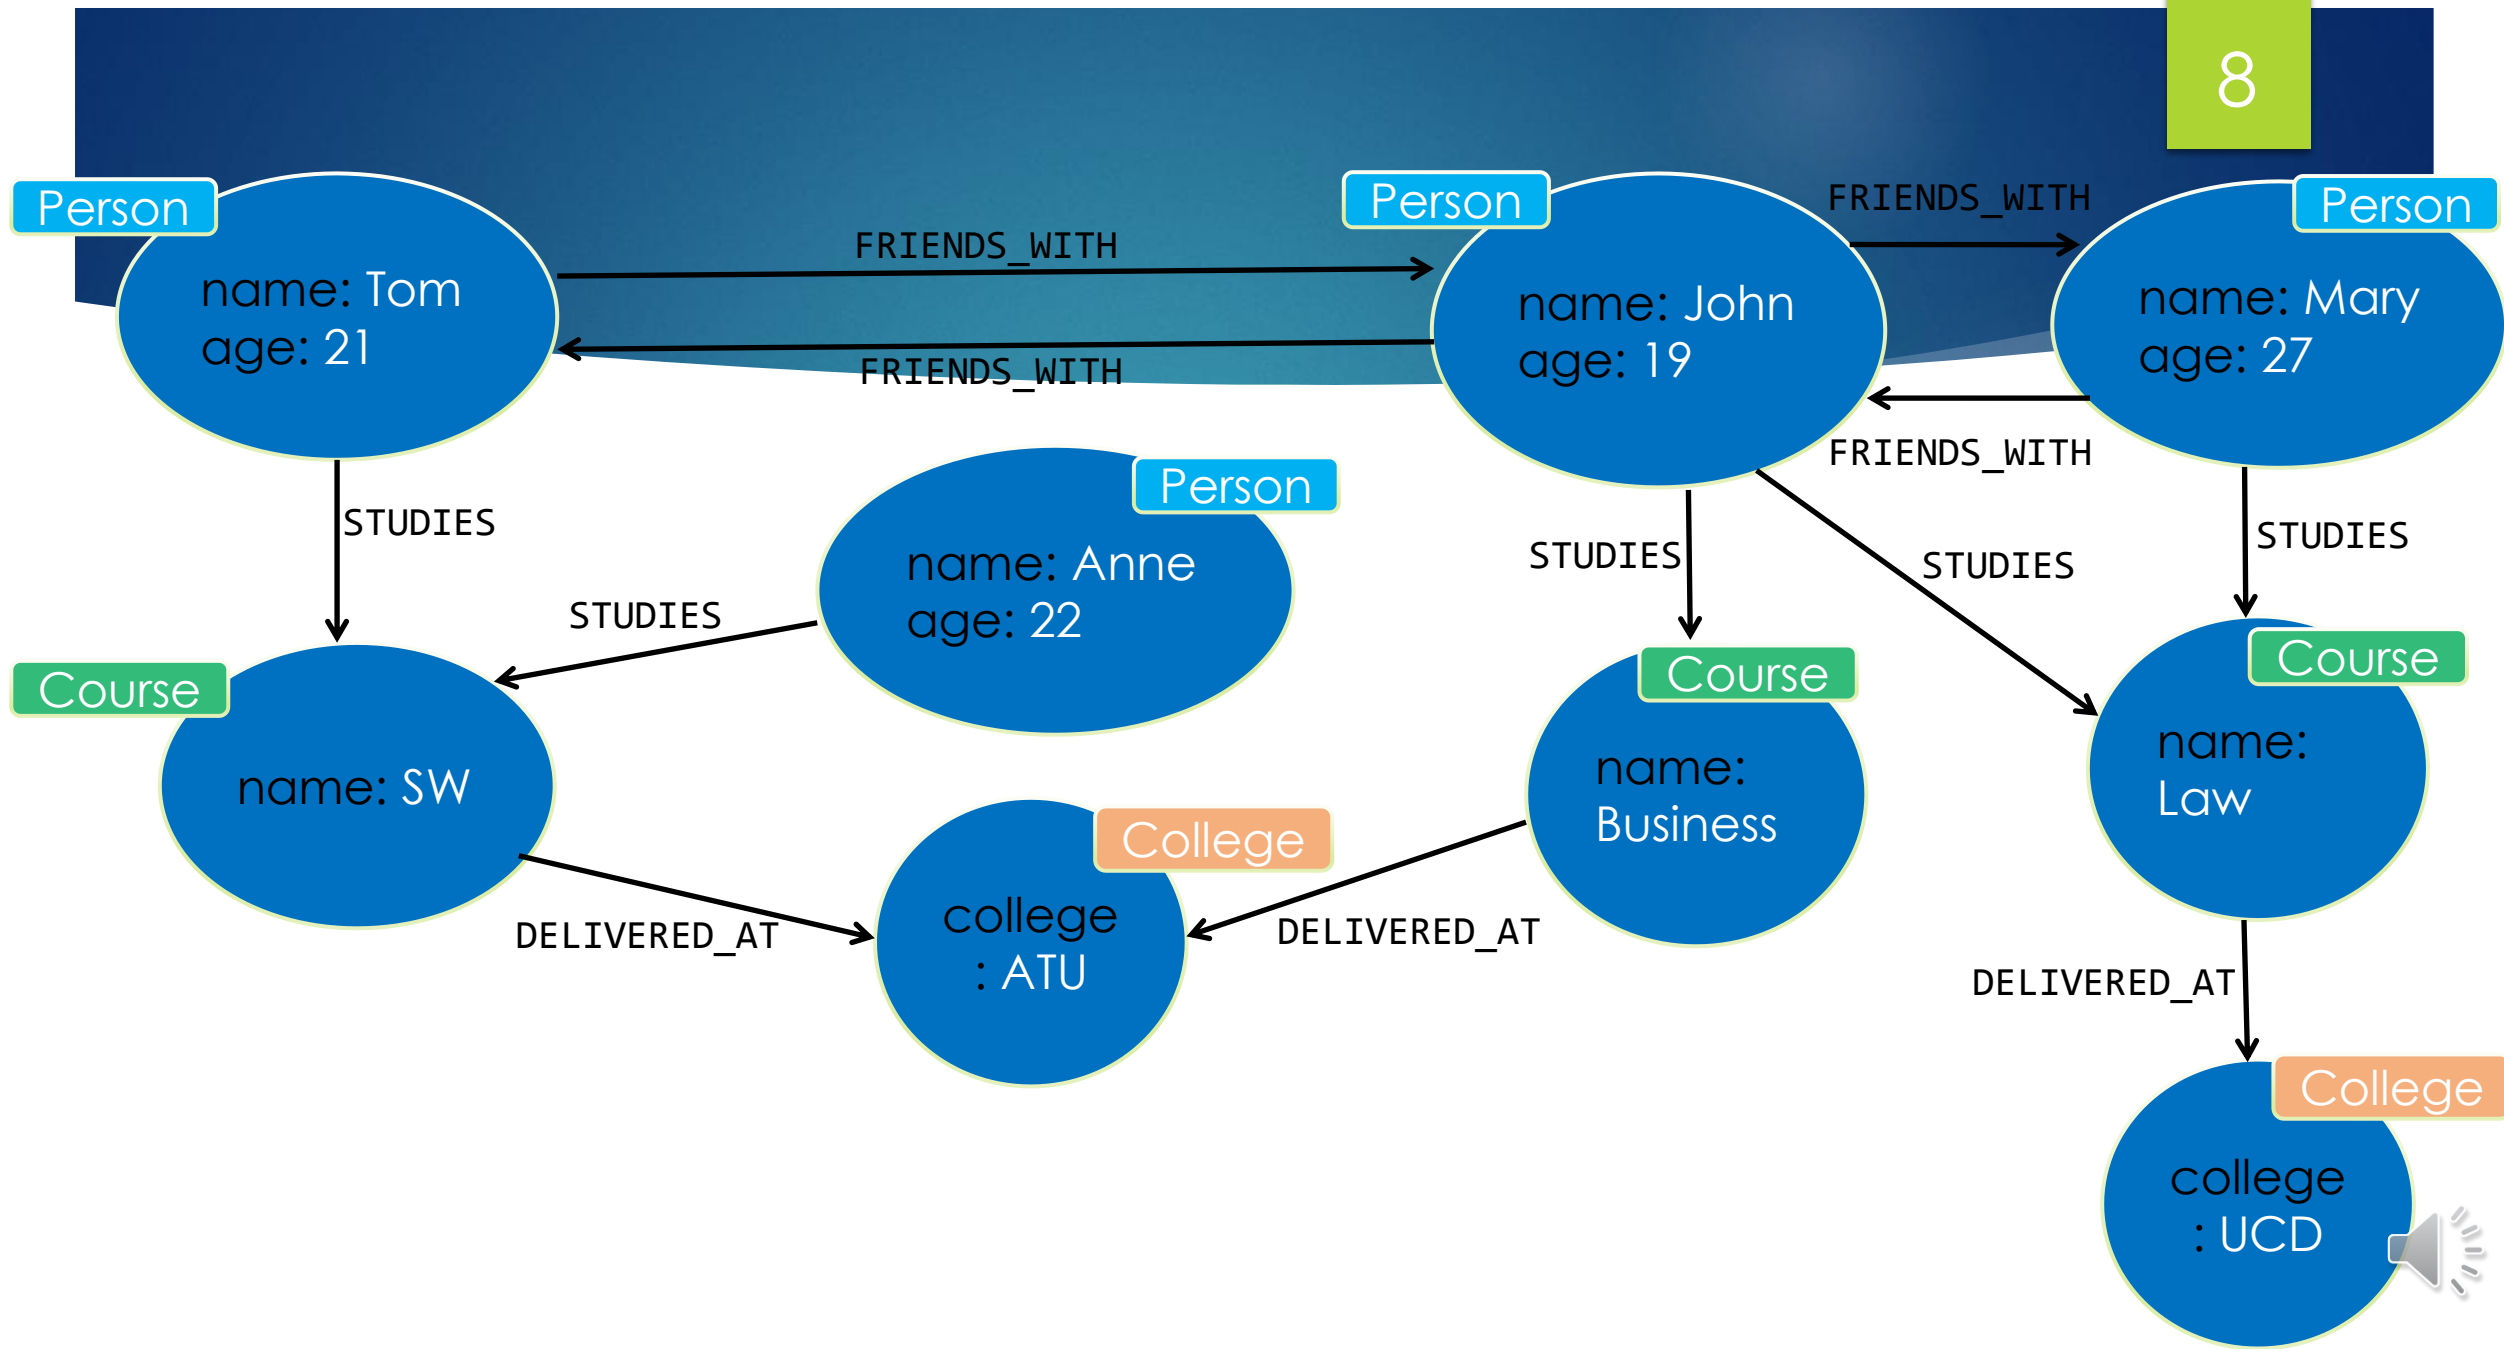 8
Person
name: Tom
age: 21
FRIENDS_WITH
FRIENDS_WITH
Person
name: John
age: 19
FRIENDS_WITH
FRIENDS_WITH
Person
name: Mary
age: 27
STUDIES
Person
name: Anne
age: 22
STUDIES
STUDIES
STUDIES
STUDIES
Course
name: SW
Course
name:
Business
Course
name:
Law
DELIVERED_AT
College
college
: ATU
DELIVERED_AT
DELIVERED_AT
College
college
: UCD